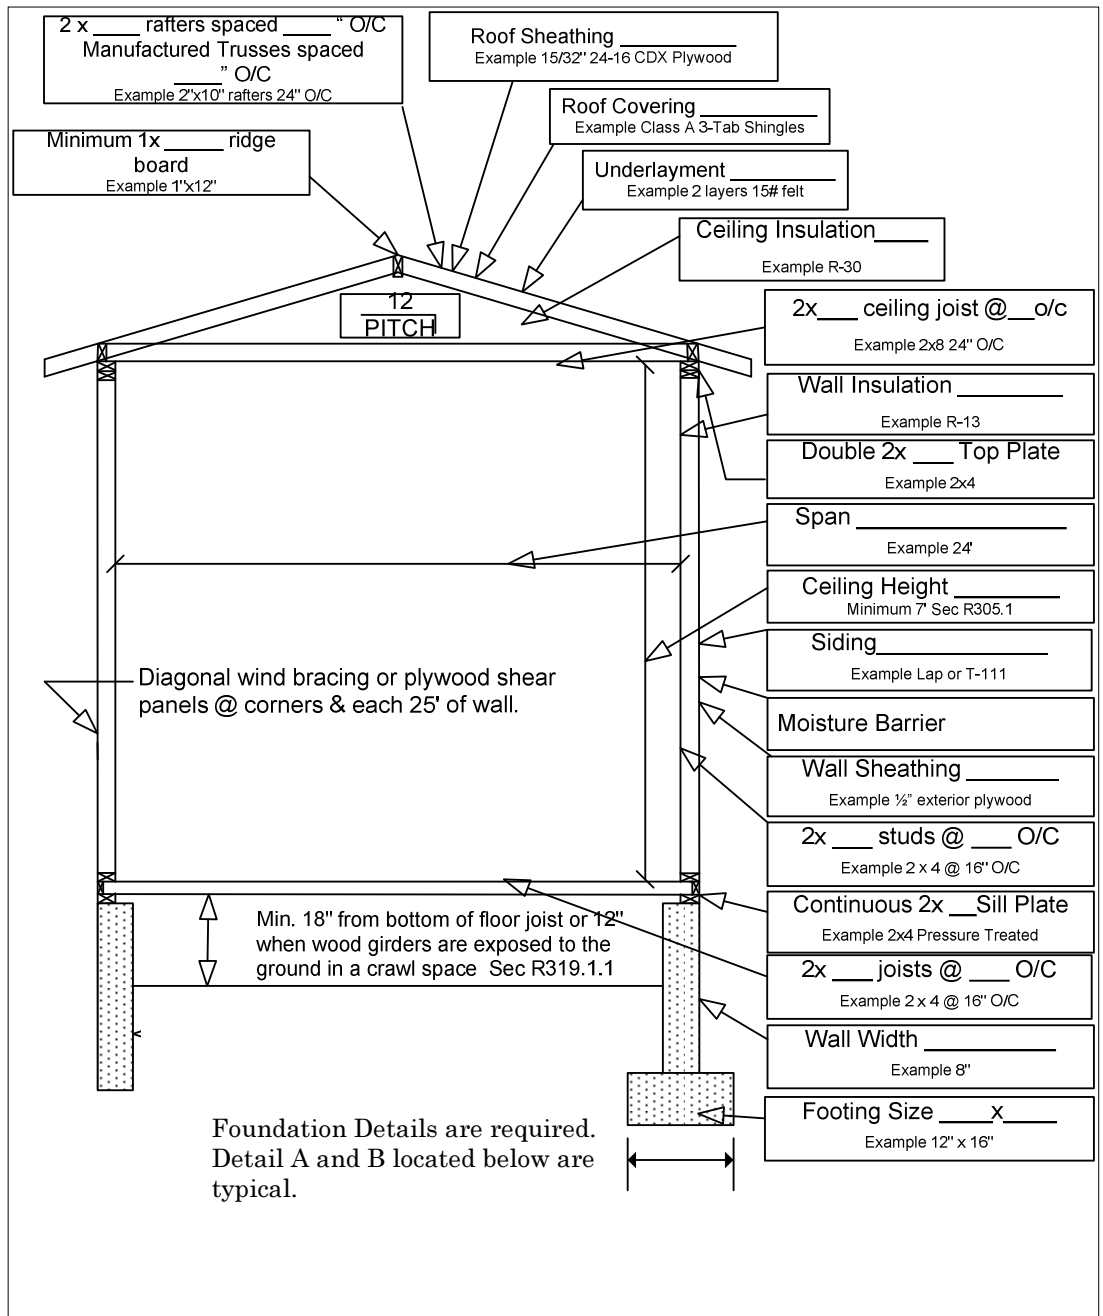 2 x ____ rafters spaced ____ “ O/C
Manufactured Trusses spaced
____” O/C
Example 2"x10" rafters 24" O/C
Roof Sheathing __________
Example 15/32" 24-16 CDX Plywood
Roof Covering _________
Example Class A 3-Tab Shingles
Minimum 1x _____ ridge
board
Example 1"x12"
Underlayment _________
Example 2 layers 15# felt
Ceiling Insulation____
Example R-30
12
PITCH
2x___ ceiling joist @__o/c
Example 2x8 24" O/C
Wall Insulation _________
Example R-13
Double 2x ___ Top Plate
Example 2x4
Span __________________
Example 24'
Ceiling Height _________
Minimum 7' Sec R305.1
Siding______________
Example Lap or T-111
Diagonal wind bracing or plywood shear
panels @ corners & each 25' of wall.
Moisture Barrier
Wall Sheathing ________
Example ½” exterior plywood
2x ___ studs @ ___ O/C
Example 2 x 4 @ 16" O/C
Continuous 2x __Sill Plate
Example 2x4 Pressure Treated
Min. 18" from bottom of floor joist or 12"
when wood girders are exposed to the
ground in a crawl space Sec R319.1.1
2x ___ joists @ ___ O/C
Example 2 x 4 @ 16" O/C
Wall Width ___________
Example 8"
Footing Size ____x____
Example 12" x 16"
Foundation Details are required.
Detail A and B located below are
typical.